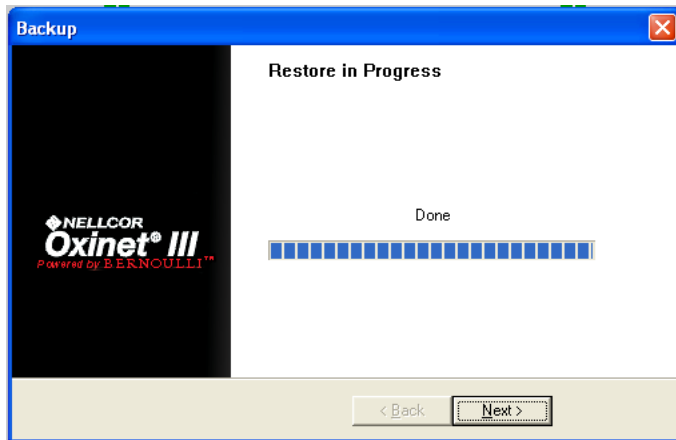 Backup
Restore in Progress
Done
NELLCOR
Oxinet® III
Powered by BERNOULLI™
< Back
Next >